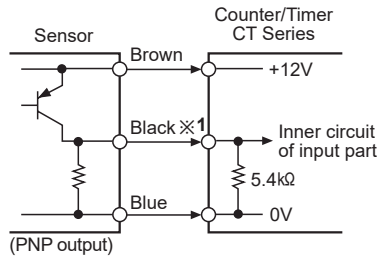 Counter/Timer
CT Series
Sensor
Brown
+12V
Black ※1
Inner circuit
of input part
5.4kΩ
Blue
0V
(PNP output)